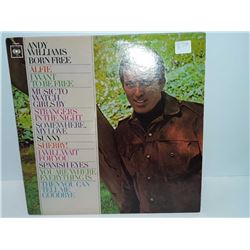 CBS
ANDY
WILLIAMS
BORN FREE
ALFIE
I WANT
TO BE FREE
MUSIC TO
WATCH
GIRLS BY
STRANGERS
IN THE NIGHT
SOMEWHERE,
MY LOVE
SUNNY
SHERRY!
I WILL WAIT
FOR YOU
SPANISH EYES
YOU ARE WHERE
EVERYTHING IS
THEN YOU CAN
TELL ME
GOODBYE